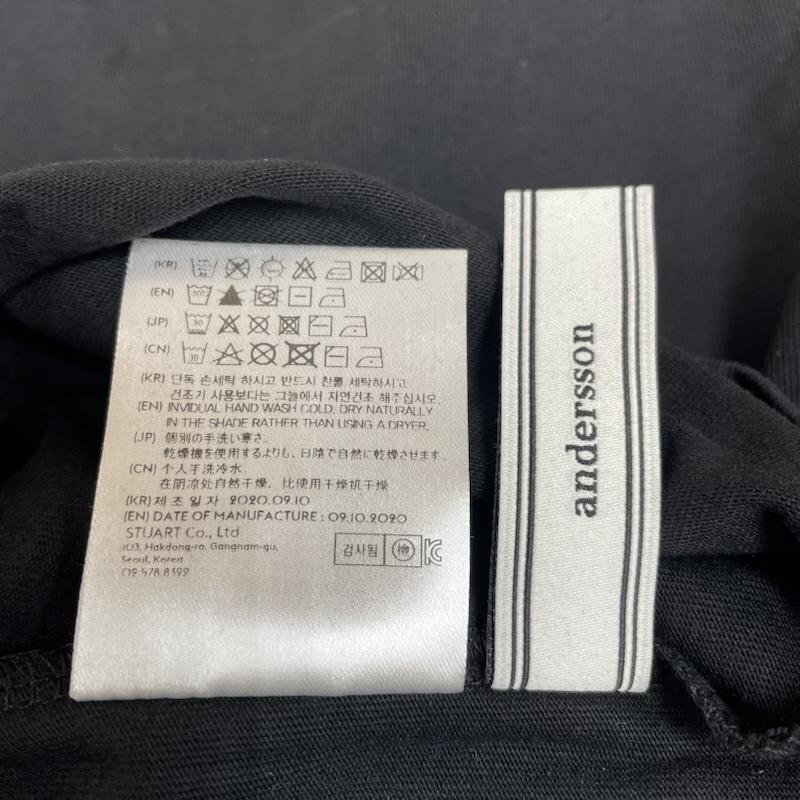 (KR)
(EN) 30°
(JP) 30
(CN) 30
(KR) 단독 손세탁 하시고 반드시 찬물 세탁하시고
건조기 사용보다는 그늘에서 자연건조 해주십시오.
(EN) INVIDUAL HAND WASH COLD. DRY NATURALLY
IN THE SHADE RATHER THAN USING A DRYER.
(JP) 個別の手洗い寒さ。
乾燥機を使用するよりも、日陰で自然に乾燥させます.
(CN) 个人手洗冷水.
在阴凉处自然干燥, 比使用干燥机干燥
(KR) 제 조 일 자 : 2020.09.10
(EN) DATE OF MANUFACTURE : 09.10.2020
STUART Co., Ltd
103, Hakdong-ro, Gangnam-gu,
Seoul, Korea
검사필 檢
andersson